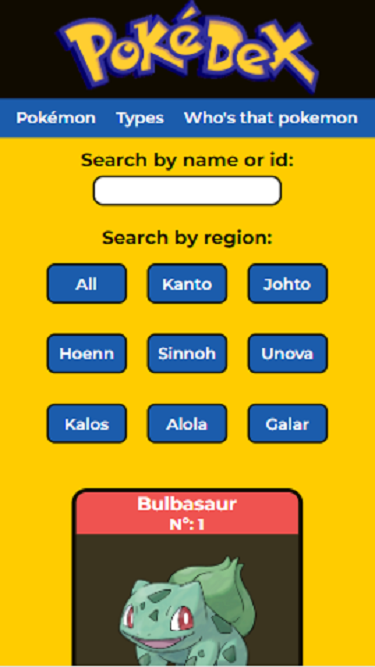 PoKéDeX
Pokémon Types Who's that pokemon
Search by name or id:
Search by region:
All Kanto Johto
Hoenn Sinnoh Unova
Kalos Alola Galar
Bulbasaur
N°: 1